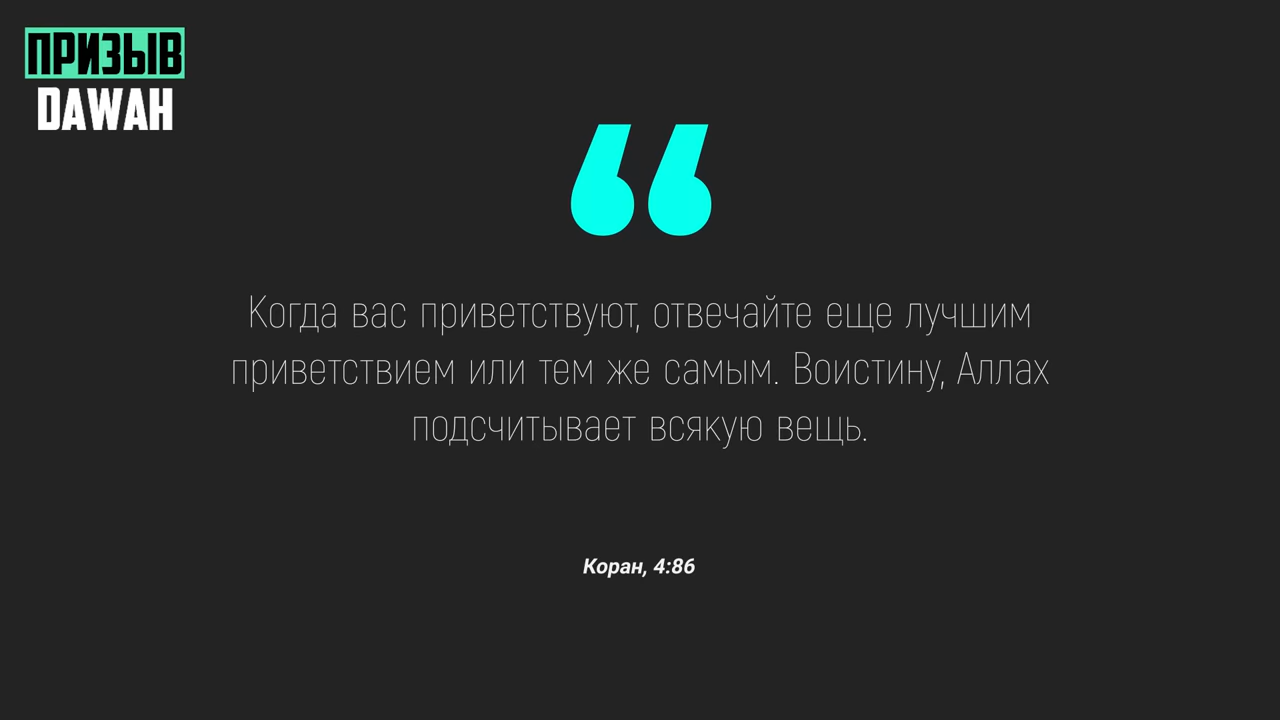 ПРИЗЫВ
DAWAH
“
Когда вас приветствуют, отвечайте еще лучшим
приветствием или тем же самым. Воистину, Аллах
подсчитывает всякую вещь.
Коран, 4:86